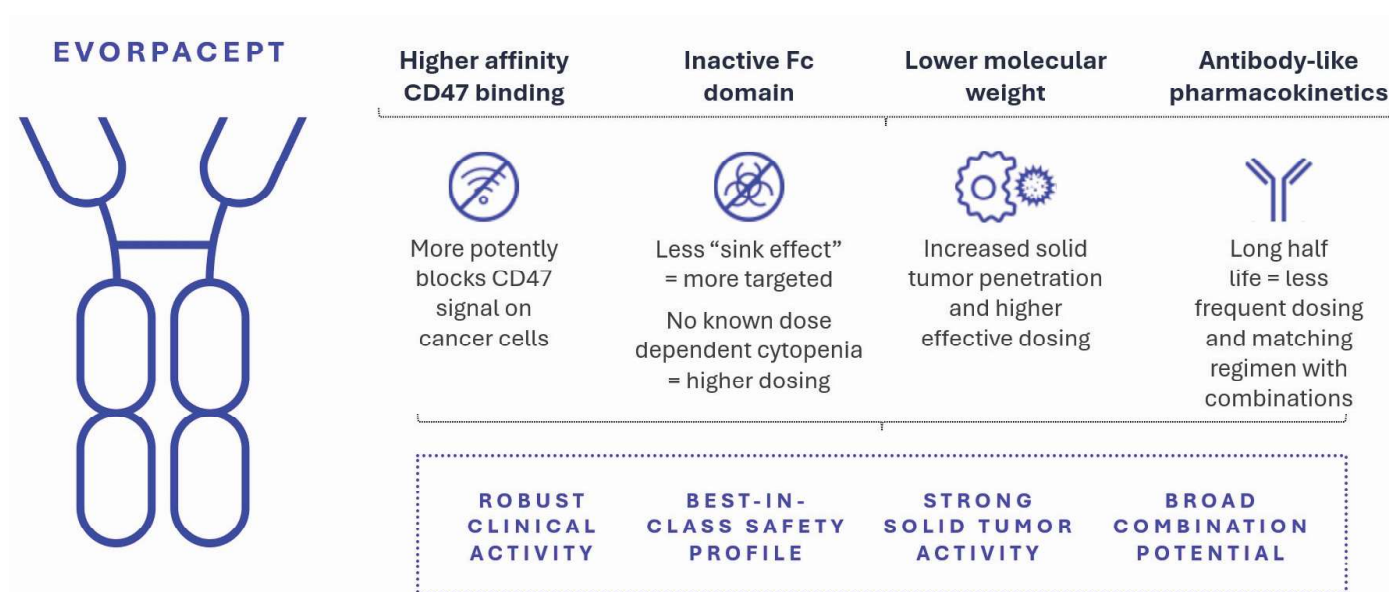 EVORPACEPT
Higher affinity
CD47 binding
Inactive Fc
domain
Lower molecular
weight
Antibody-like
pharmacokinetics
More potently
blocks CD47
signal on
cancer cells
Less “sink effect”
= more targeted
No known dose
dependent cytopenia
= higher dosing
Increased solid
tumor penetration
and higher
effective dosing
Long half
life = less
frequent dosing
and matching
regimen with
combinations
ROBUST
CLINICAL
ACTIVITY
BEST-IN-
CLASS SAFETY
PROFILE
STRONG
SOLID TUMOR
ACTIVITY
BROAD
COMBINATION
POTENTIAL